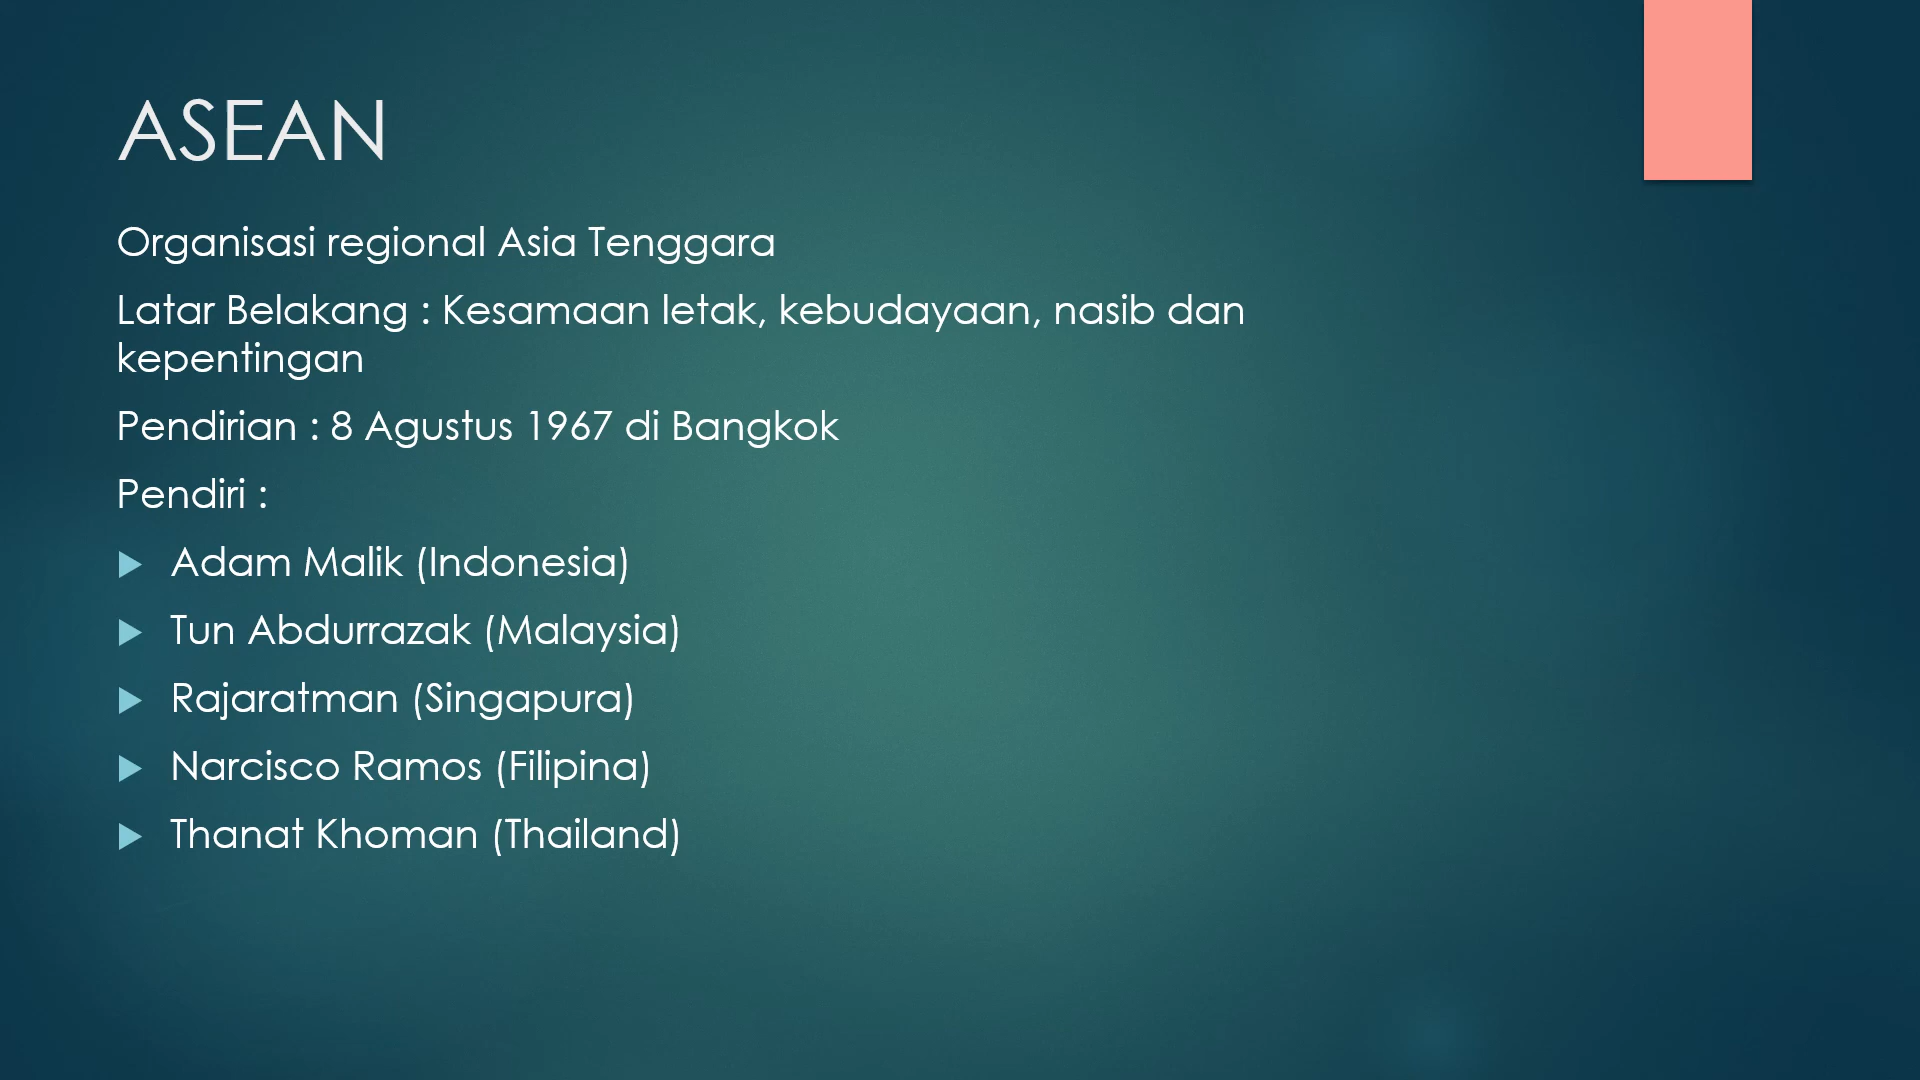 ASEAN
Organisasi regional Asia Tenggara
Latar Belakang : Kesamaan letak, kebudayaan, nasib dan
kepentingan
Pendirian : 8 Agustus 1967 di Bangkok
Pendiri :
Adam Malik (Indonesia)
Tun Abdurrazak (Malaysia)
Rajaratman (Singapura)
Narcisco Ramos (Filipina)
Thanat Khoman (Thailand)